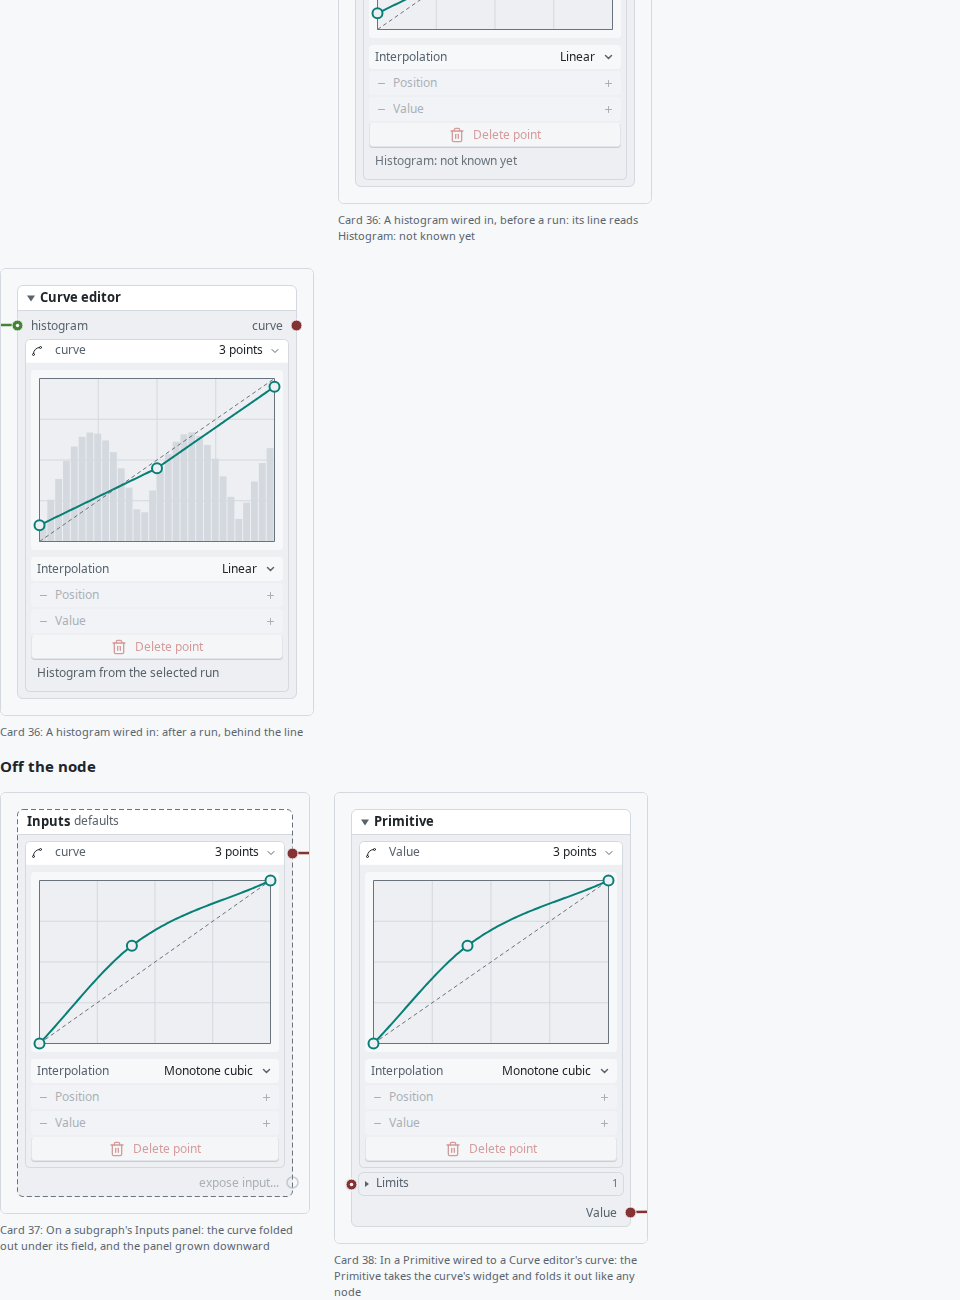 Interpolation Linear
− Position +
− Value +
Delete point
Histogram: not known yet
Card 36: A histogram wired in, before a run: its line reads
Histogram: not known yet
Curve editor
histogram curve
curve 3 points
Interpolation Linear
− Position +
− Value +
Delete point
Histogram from the selected run
Card 36: A histogram wired in: after a run, behind the line
Off the node
Inputs defaults
curve 3 points
Interpolation Monotone cubic
− Position +
− Value +
Delete point
expose input...
Card 37: On a subgraph's Inputs panel: the curve folded
out under its field, and the panel grown downward
Primitive
Value 3 points
Interpolation Monotone cubic
− Position +
− Value +
Delete point
Limits 1
Value
Card 38: In a Primitive wired to a Curve editor's curve: the
Primitive takes the curve's widget and folds it out like any
node